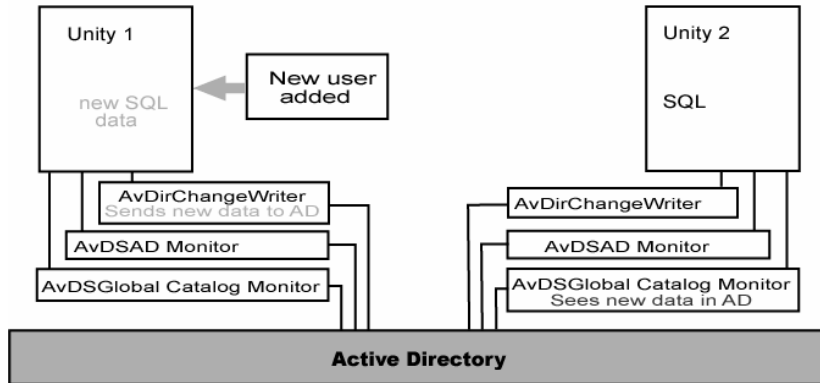 Unity 1
new SQL
data
New user
added
Unity 2
SQL
AvDirChangeWriter
Sends new data to AD
AvDSAD Monitor
AvDSGlobal Catalog Monitor
AvDirChangeWriter
AvDSAD Monitor
AvDSGlobal Catalog Monitor
Sees new data in AD
Active Directory